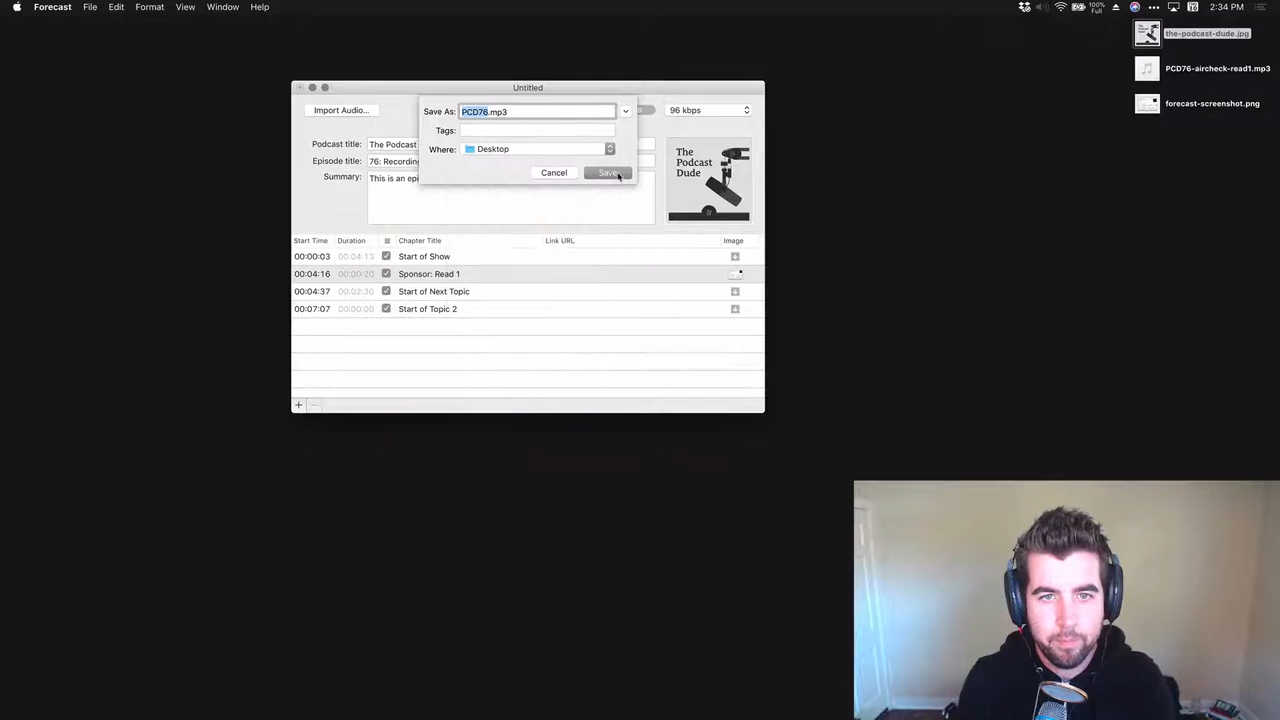 Forecast File Edit Format View Window Help 100% Full 2:34 PM
the-podcast-dude.jpg
PCD76-aircheck-read1.mp3
forecast-screenshot.png
Untitled
Import Audio... 96 kbps
Save As: PCD76.mp3
Tags:
Where: Desktop
Cancel Save
Podcast title: The Podcast
Episode title: 76: Recording
Summary: This is an epi
The
Podcast
Dude
Start Time Duration Chapter Title Link URL Image
00:00:03 00:04:13 Start of Show
00:04:16 00:00:20 Sponsor: Read 1
00:04:37 00:02:30 Start of Next Topic
00:07:07 00:00:00 Start of Topic 2